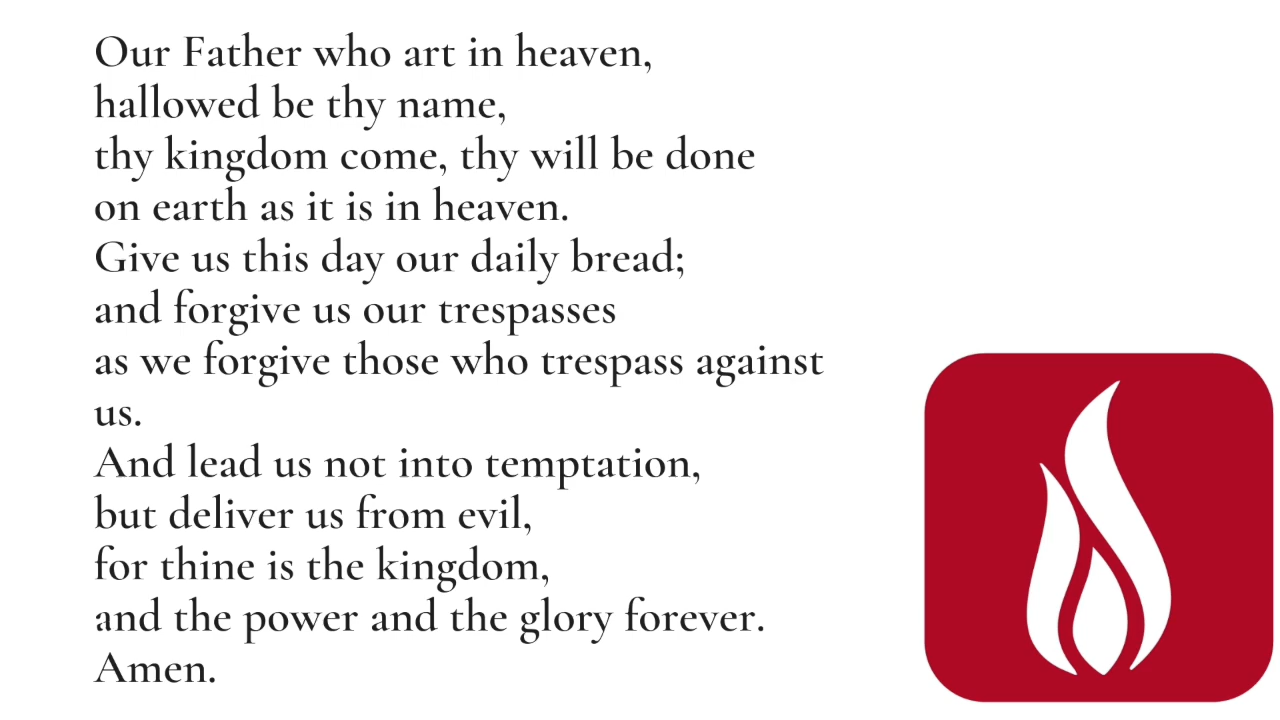 Our Father who art in heaven,
hallowed be thy name,
thy kingdom come, thy will be done
on earth as it is in heaven.
Give us this day our daily bread;
and forgive us our trespasses
as we forgive those who trespass against
us.
And lead us not into temptation,
but deliver us from evil,
for thine is the kingdom,
and the power and the glory forever.
Amen.